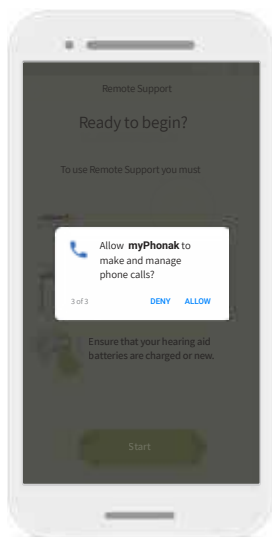 Remote Support
Ready to begin?
To use Remote Support you must
Allow myPhonak to
make and manage
phone calls?
3 of 3
DENY ALLOW
Ensure that your hearing aid
batteries are charged or new.
Start